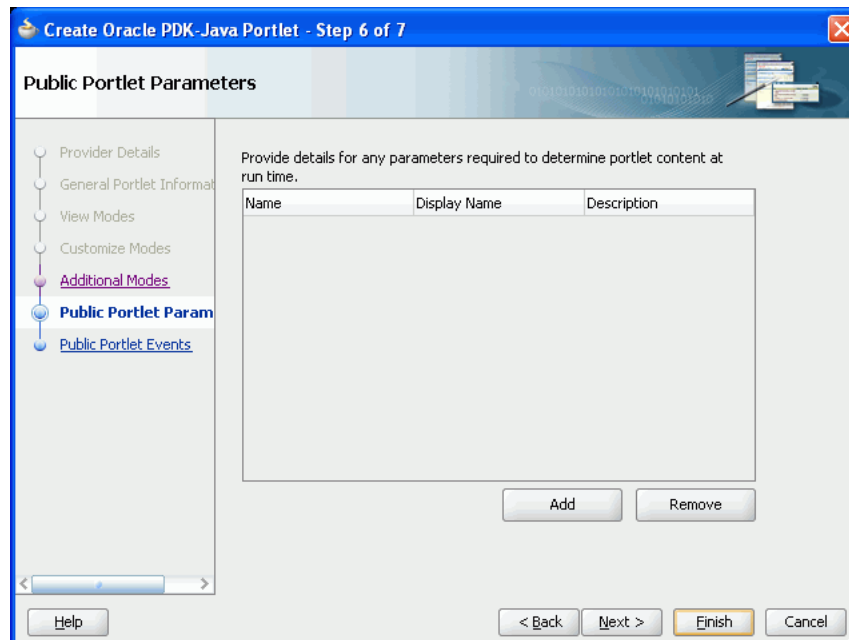 Create Oracle PDK-Java Portlet - Step 6 of 7
Public Portlet Parameters
Provider Details
General Portlet Informat
View Modes
Customize Modes
Additional Modes
Public Portlet Param
Public Portlet Events
Provide details for any parameters required to determine portlet content at
run time.
Name Display Name Description
Add Remove
Help < Back Next > Finish Cancel